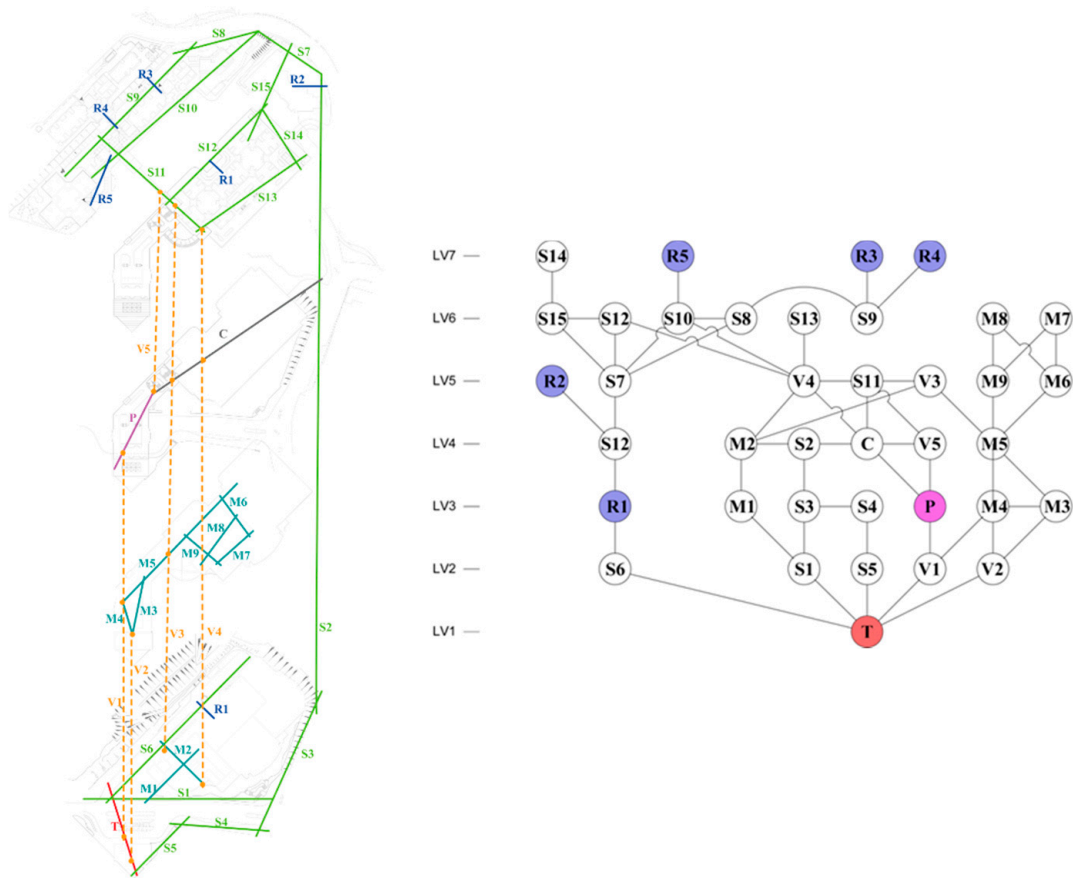 S8
S7
R3
S9
S15
R2
R4
S10
S12
S14
S11
R1
R5
S13
C
V5
P
M6
M8
M9
M7
M5
M4
M3
V3
V4
S2
V2
V1
R1
S6
M2
S3
M1
S1
T
S4
S5
LV7 S14 R5 R3 R4
LV6 S15 S12 S10 S8 S13 S9 M8 M7
LV5 R2 S7 V4 S11 V3 M9 M6
LV4 S12 M2 S2 C V5 M5
LV3 R1 M1 S3 S4 P M4 M3
LV2 S6 S1 S5 V1 V2
LV1 T